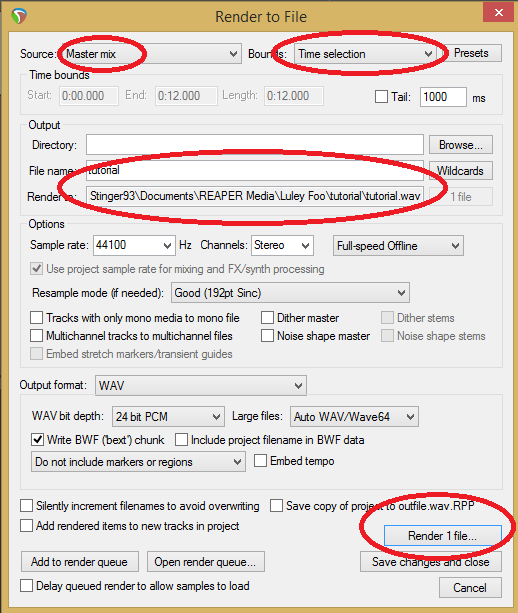 Render to File
Source: Master mix Bounds: Time selection Presets
Time bounds
Start: 0:00.000 End: 0:12.000 Length: 0:12.000 Tail: 1000 ms
Output
Directory: Browse...
File name: tutorial Wildcards
Render to: Stinger93\Documents\REAPER Media\Luley Foo\tutorial\tutorial.wav 1 file
Options
Sample rate: 44100 Hz Channels: Stereo Full-speed Offline
Use project sample rate for mixing and FX/synth processing
Resample mode (if needed): Good (192pt Sinc)
Tracks with only mono media to mono file Dither master Dither stems
Multichannel tracks to multichannel files Noise shape master Noise shape stems
Embed stretch markers/transient guides
Output format: WAV
WAV bit depth: 24 bit PCM Large files: Auto WAV/Wave64
Write BWF ('bext') chunk Include project filename in BWF data
Do not include markers or regions Embed tempo
Silently increment filenames to avoid overwriting Save copy of project to outfile.wav.RPP
Add rendered items to new tracks in project
Render 1 file...
Add to render queue Open render queue... Save changes and close
Delay queued render to allow samples to load Cancel